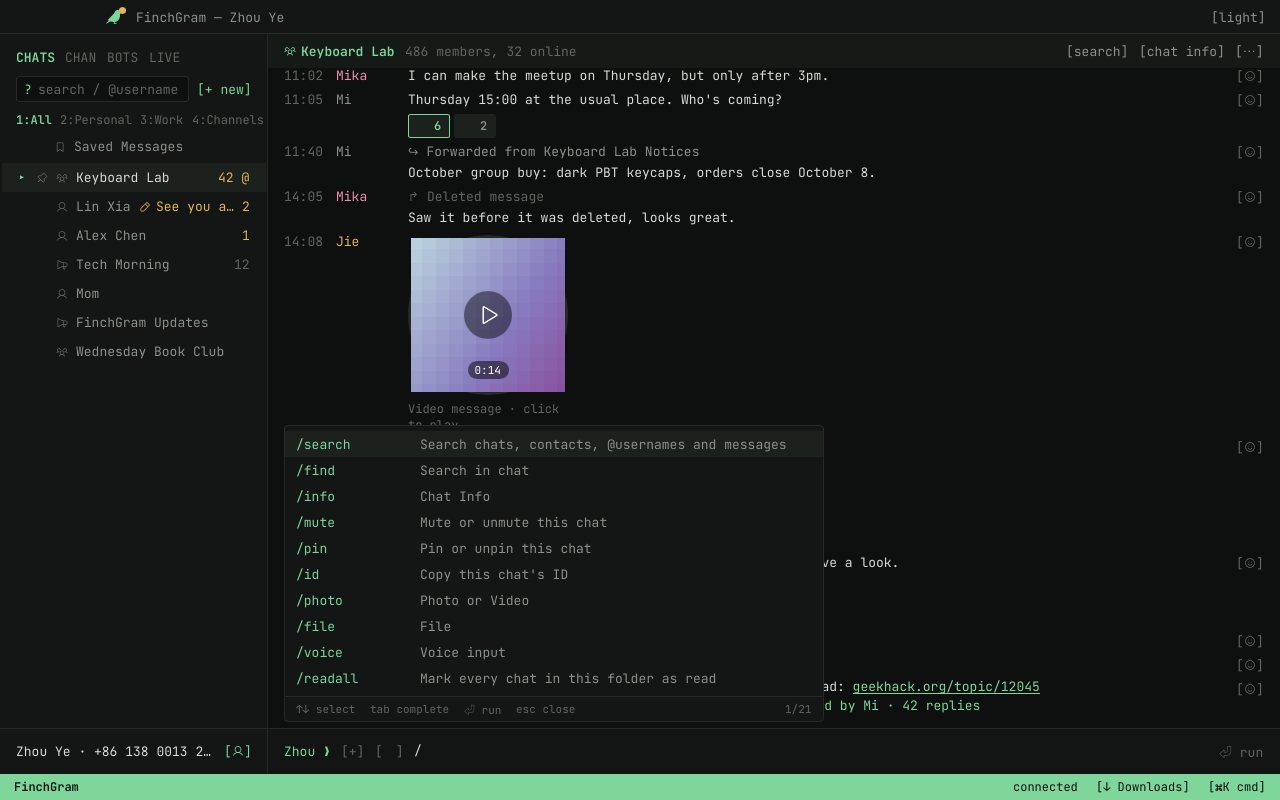 FinchGram — Zhou Ye
[light]
CHATS CHAN BOTS LIVE
? search / @username [+ new]
1:All 2:Personal 3:Work 4:Channels
Saved Messages
Keyboard Lab 42 @
Lin Xia See you a… 2
Alex Chen 1
Tech Morning 12
Mom
FinchGram Updates
Wednesday Book Club
Zhou Ye · +86 138 0013 2…
Keyboard Lab 486 members, 32 online
[search] [chat info] [···]
11:02 Mika I can make the meetup on Thursday, but only after 3pm.
11:05 Mi Thursday 15:00 at the usual place. Who's coming?
6 2
11:40 Mi ↪ Forwarded from Keyboard Lab Notices
October group buy: dark PBT keycaps, orders close October 8.
14:05 Mika ↱ Deleted message
Saw it before it was deleted, looks great.
14:08 Jie
0:14
Video message · click
to play
/search Search chats, contacts, @usernames and messages
/find Search in chat
/info Chat Info
/mute Mute or unmute this chat
/pin Pin or unpin this chat
/id Copy this chat's ID
/photo Photo or Video
/file File
/voice Voice input
/readall Mark every chat in this folder as read
↑↓ select tab complete ⏎ run esc close 1/21
ve a look.
ad: geekhack.org/topic/12045
d by Mi · 42 replies
Zhou ❯ [+] [ ] /
⏎ run
FinchGram
connected [↓ Downloads] [⌘K cmd]